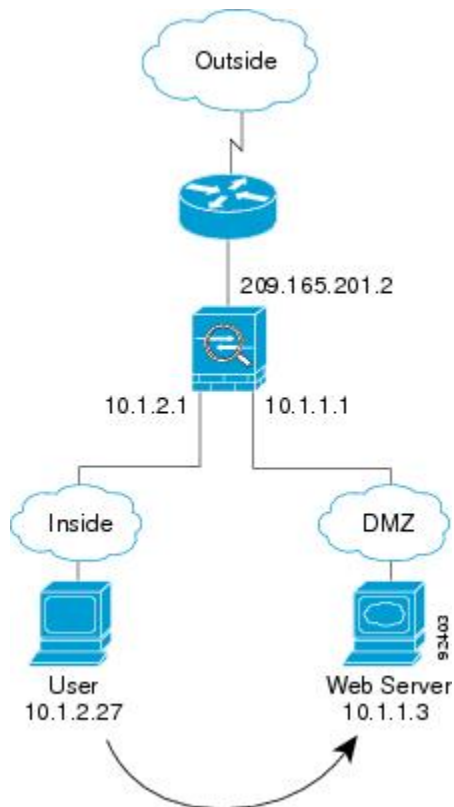 Outside
209.165.201.2
10.1.2.1
10.1.1.1
Inside
DMZ
User
10.1.2.27
Web Server
10.1.1.3
92403